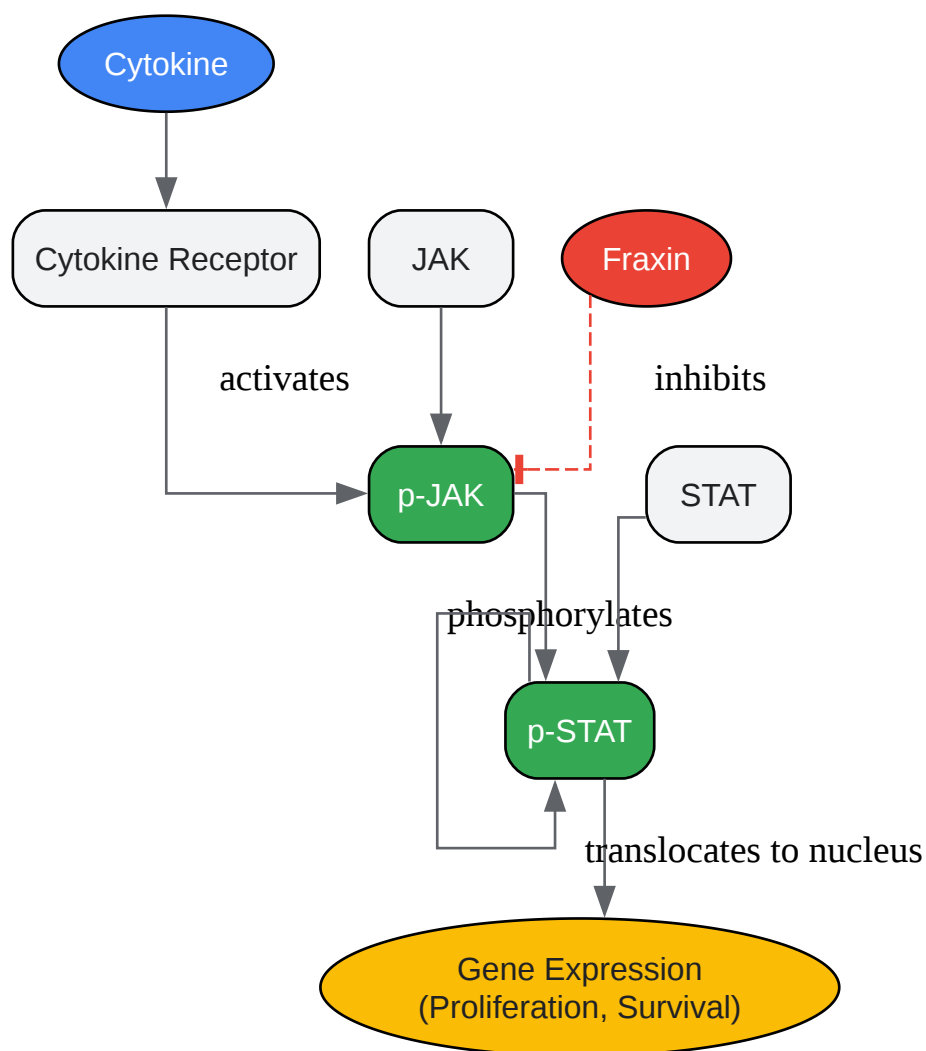 Cytokine
Cytokine Receptor
JAK
Fraxin
activates
inhibits
p-JAK
STAT
phosphorylates
p-STAT
translocates to nucleus
Gene Expression
(Proliferation, Survival)